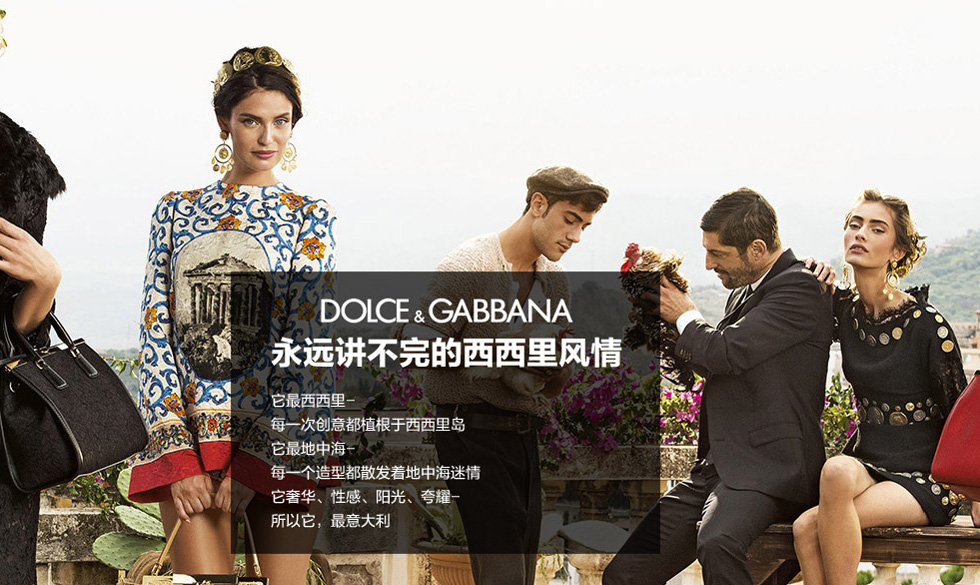 DOLCE & GABBANA
永远讲不完的西西里风情
它最西西里–
每一次创意都植根于西西里岛
它最地中海–
每一个造型都散发着地中海迷情
它奢华、性感、阳光、夸耀–
所以它，最意大利